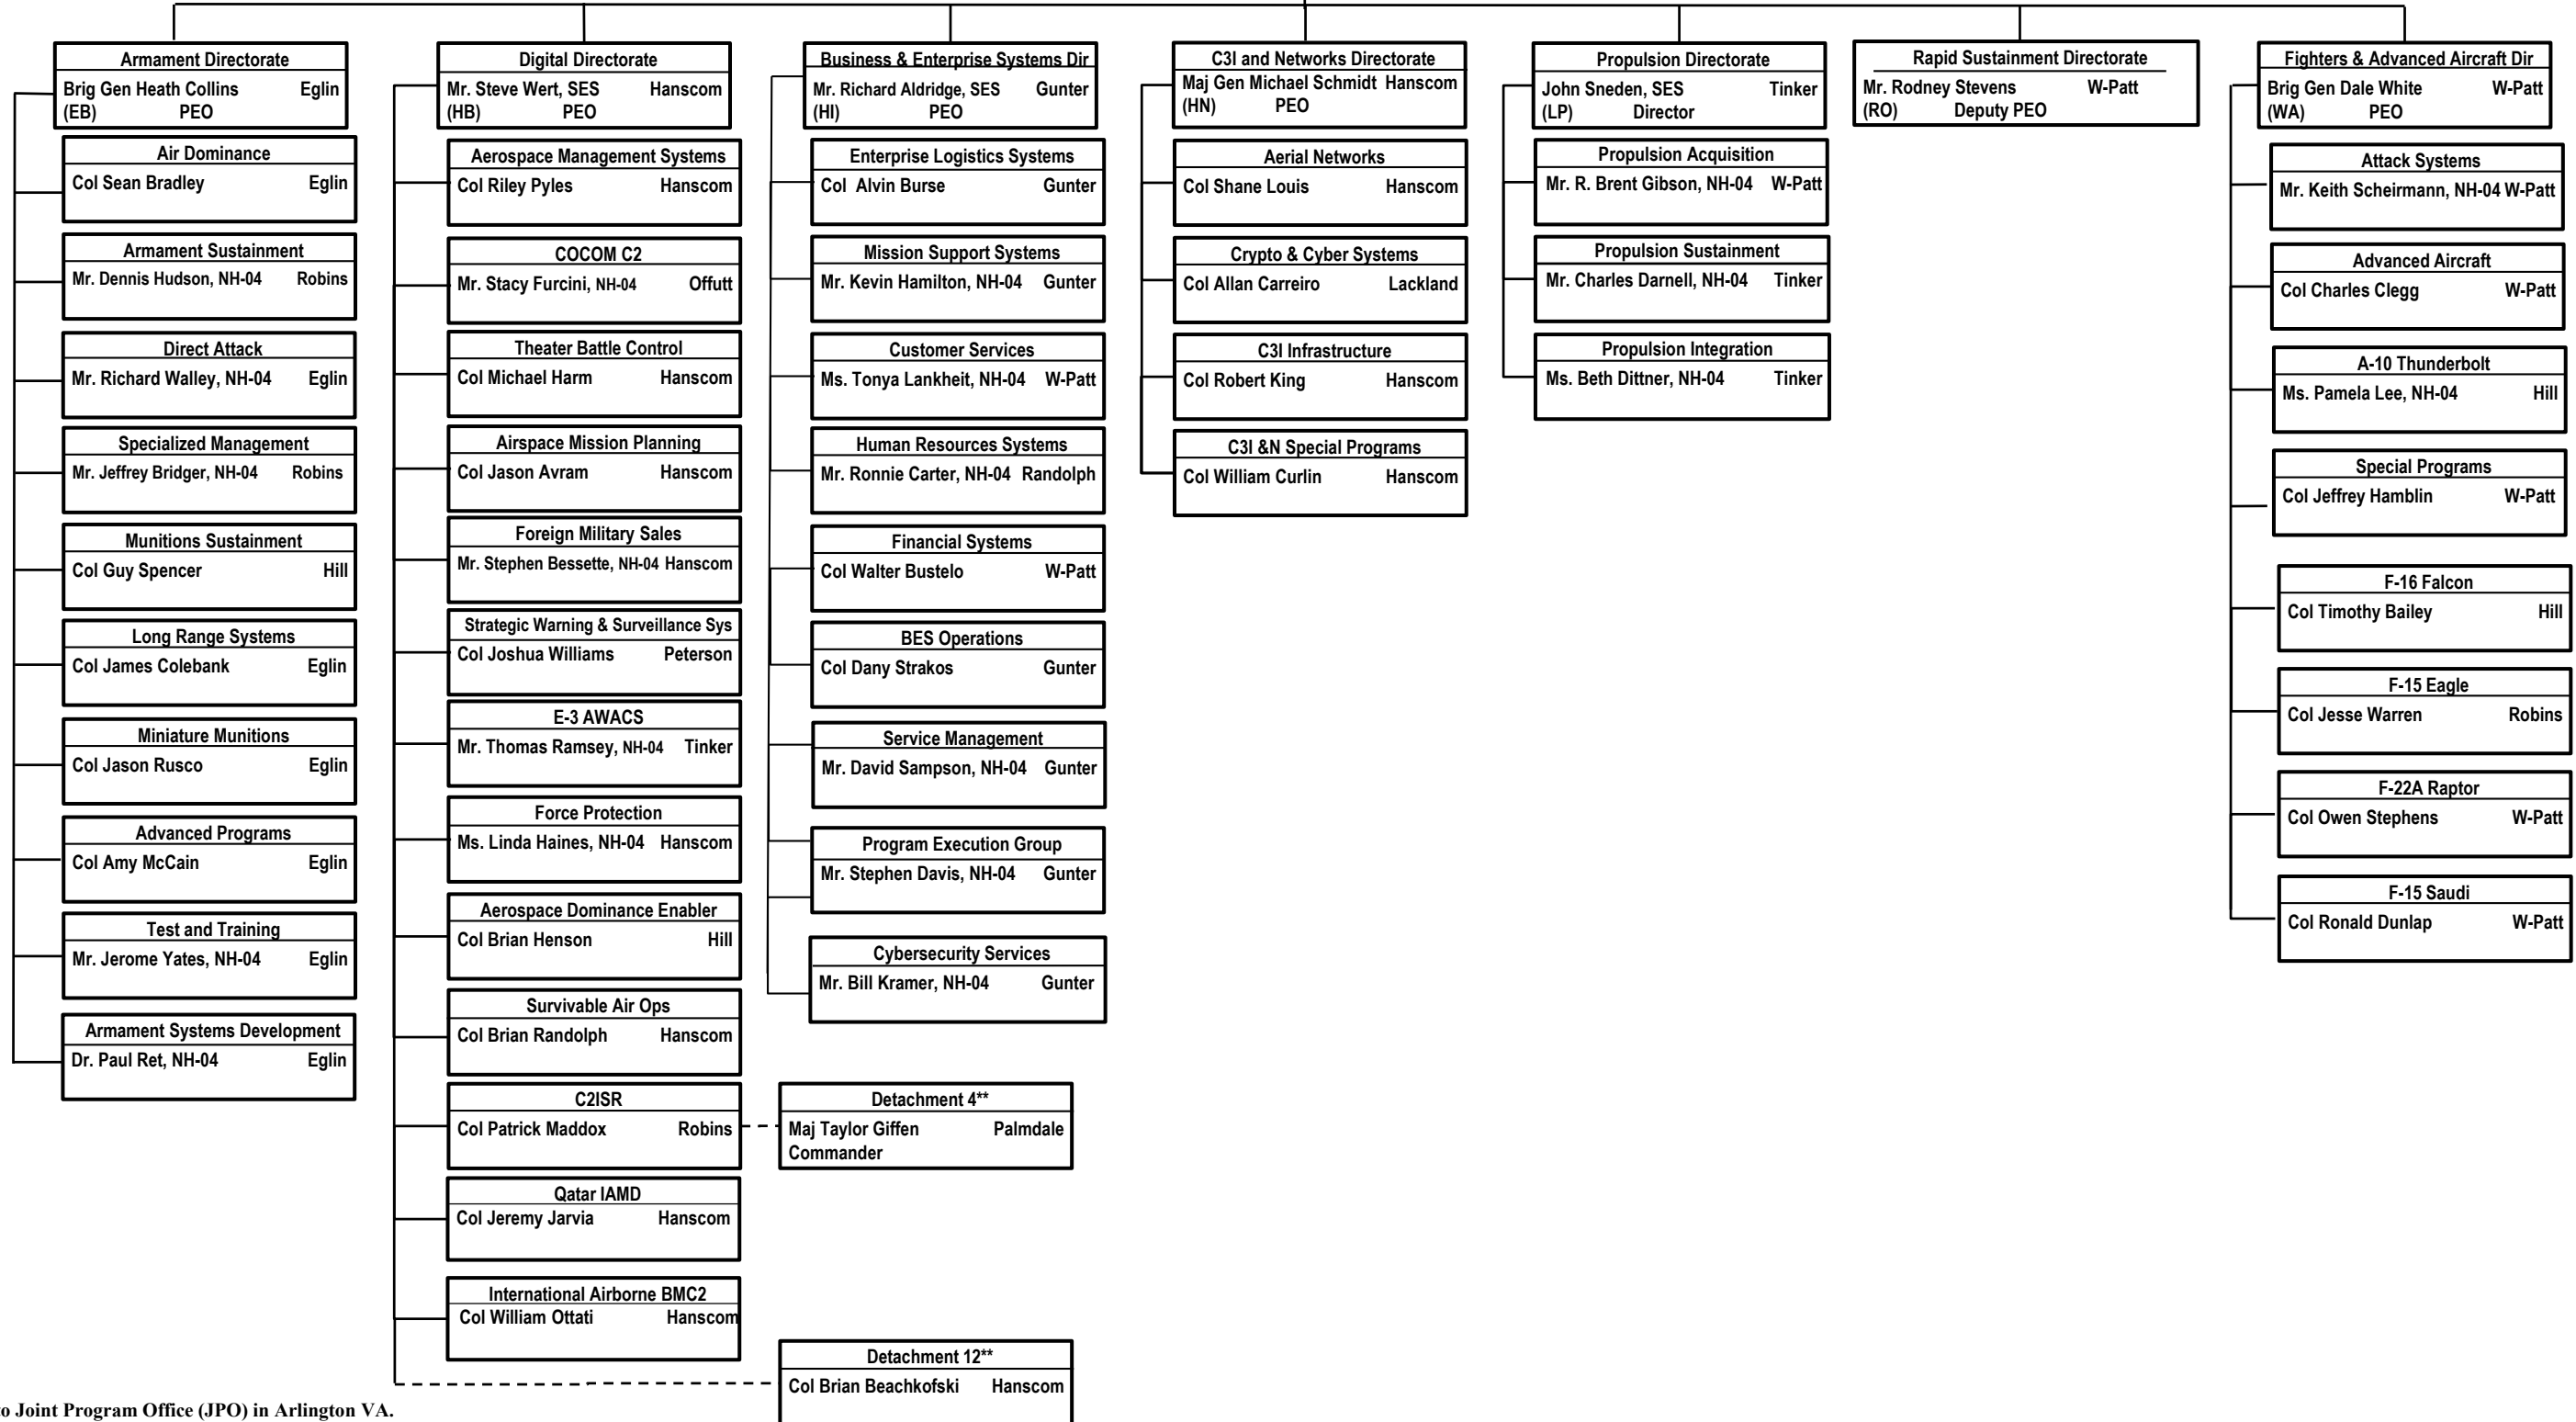 Armament Directorate
Brig Gen Heath Collins Eglin
(EB) PEO
Air Dominance
Col Sean Bradley Eglin
Armament Sustainment
Mr. Dennis Hudson, NH-04 Robins
Direct Attack
Mr. Richard Walley, NH-04 Eglin
Specialized Management
Mr. Jeffrey Bridger, NH-04 Robins
Munitions Sustainment
Col Guy Spencer Hill
Long Range Systems
Col James Colebank Eglin
Miniature Munitions
Col Jason Rusco Eglin
Advanced Programs
Col Amy McCain Eglin
Test and Training
Mr. Jerome Yates, NH-04 Eglin
Armament Systems Development
Dr. Paul Ret, NH-04 Eglin
Digital Directorate
Mr. Steve Wert, SES Hanscom
(HB) PEO
Aerospace Management Systems
Col Riley Pyles Hanscom
COCOM C2
Mr. Stacy Furcini, NH-04 Offutt
Theater Battle Control
Col Michael Harm Hanscom
Airspace Mission Planning
Col Jason Avram Hanscom
Foreign Military Sales
Mr. Stephen Bessette, NH-04 Hanscom
Strategic Warning & Surveillance Sys
Col Joshua Williams Peterson
E-3 AWACS
Mr. Thomas Ramsey, NH-04 Tinker
Force Protection
Ms. Linda Haines, NH-04 Hanscom
Aerospace Dominance Enabler
Col Brian Henson Hill
Survivable Air Ops
Col Brian Randolph Hanscom
C2ISR
Col Patrick Maddox Robins
Detachment 4**
Maj Taylor Giffen Palmdale
Commander
Qatar IAMD
Col Jeremy Jarvia Hanscom
International Airborne BMC2
Col William Ottati Hanscom
Detachment 12**
Col Brian Beachkofski Hanscom
Business & Enterprise Systems Dir
Mr. Richard Aldridge, SES Gunter
(HI) PEO
Enterprise Logistics Systems
Col Alvin Burse Gunter
Mission Support Systems
Mr. Kevin Hamilton, NH-04 Gunter
Customer Services
Ms. Tonya Lankheit, NH-04 W-Patt
Human Resources Systems
Mr. Ronnie Carter, NH-04 Randolph
Financial Systems
Col Walter Bustelo W-Patt
BES Operations
Col Dany Strakos Gunter
Service Management
Mr. David Sampson, NH-04 Gunter
Program Execution Group
Mr. Stephen Davis, NH-04 Gunter
Cybersecurity Services
Mr. Bill Kramer, NH-04 Gunter
C3I and Networks Directorate
Maj Gen Michael Schmidt Hanscom
(HN) PEO
Aerial Networks
Col Shane Louis Hanscom
Crypto & Cyber Systems
Col Allan Carreiro Lackland
C3I Infrastructure
Col Robert King Hanscom
C3I &N Special Programs
Col William Curlin Hanscom
Propulsion Directorate
John Sneden, SES Tinker
(LP) Director
Propulsion Acquisition
Mr. R. Brent Gibson, NH-04 W-Patt
Propulsion Sustainment
Mr. Charles Darnell, NH-04 Tinker
Propulsion Integration
Ms. Beth Dittner, NH-04 Tinker
Rapid Sustainment Directorate
Mr. Rodney Stevens W-Patt
(RO) Deputy PEO
Fighters & Advanced Aircraft Dir
Brig Gen Dale White W-Patt
(WA) PEO
Attack Systems
Mr. Keith Scheirmann, NH-04 W-Patt
Advanced Aircraft
Col Charles Clegg W-Patt
A-10 Thunderbolt
Ms. Pamela Lee, NH-04 Hill
Special Programs
Col Jeffrey Hamblin W-Patt
F-16 Falcon
Col Timothy Bailey Hill
F-15 Eagle
Col Jesse Warren Robins
F-22A Raptor
Col Owen Stephens W-Patt
F-15 Saudi
Col Ronald Dunlap W-Patt
to Joint Program Office (JPO) in Arlington VA.